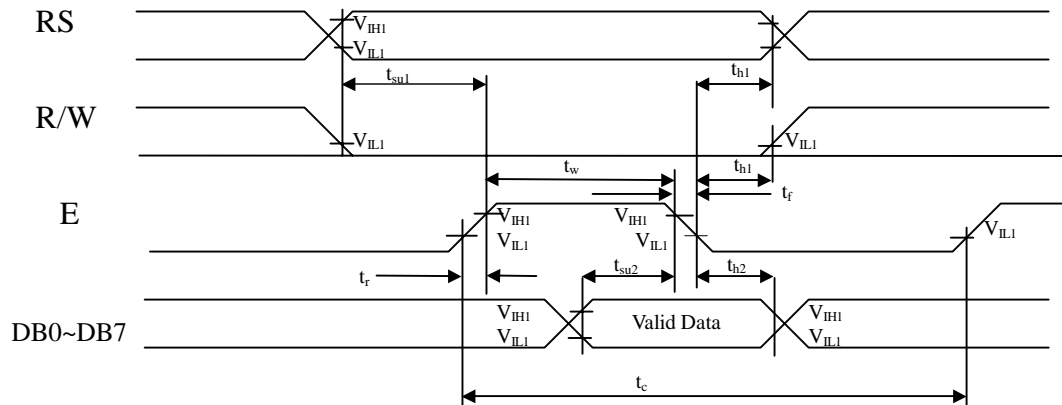 RS
V_IH1
V_IL1
t_su1
t_h1
R/W
V_IL1
V_IL1
t_w
t_h1
t_f
E
V_IH1
V_IL1
V_IH1
V_IL1
V_IL1
t_r
t_su2
t_h2
DB0~DB7
V_IH1
V_IL1
Valid Data
V_IH1
V_IL1
t_c